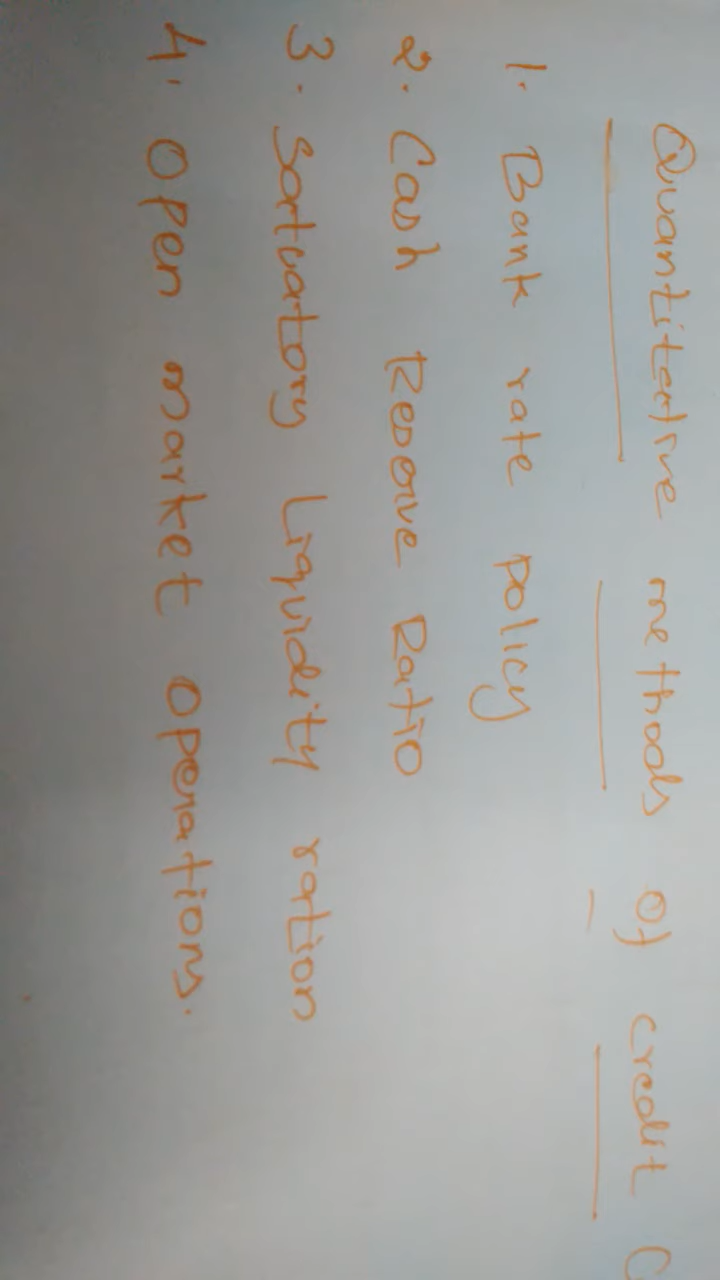 Quantitative methods of credit C
1. Bank rate policy
2. Cash Reserve Ratio
3. Sortuatory Liquidity ration
4. Open market operations.